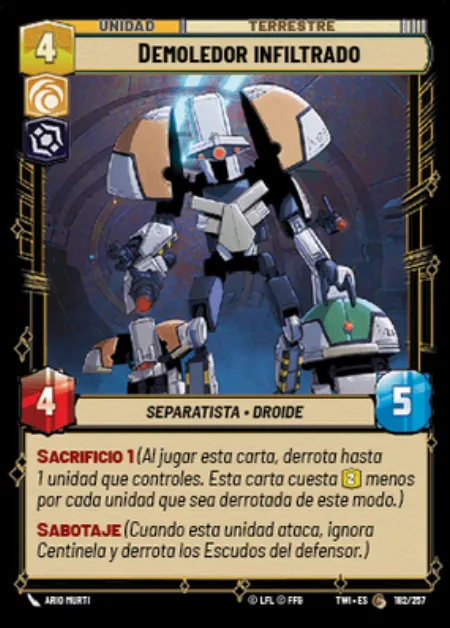 UNIDAD
TERRESTRE
4
DEMOLEDOR INFILTRADO
4
SEPARATISTA • DROIDE
5
SACRIFICIO 1 (Al jugar esta carta, derrota hasta
1 unidad que controles. Esta carta cuesta 2 menos
por cada unidad que sea derrotada de este modo.)
SABOTAJE (Cuando esta unidad ataca, ignora
Centinela y derrota los Escudos del defensor.)
ARIO MURTI
© LFL © FFG
TWI • ES
182/257